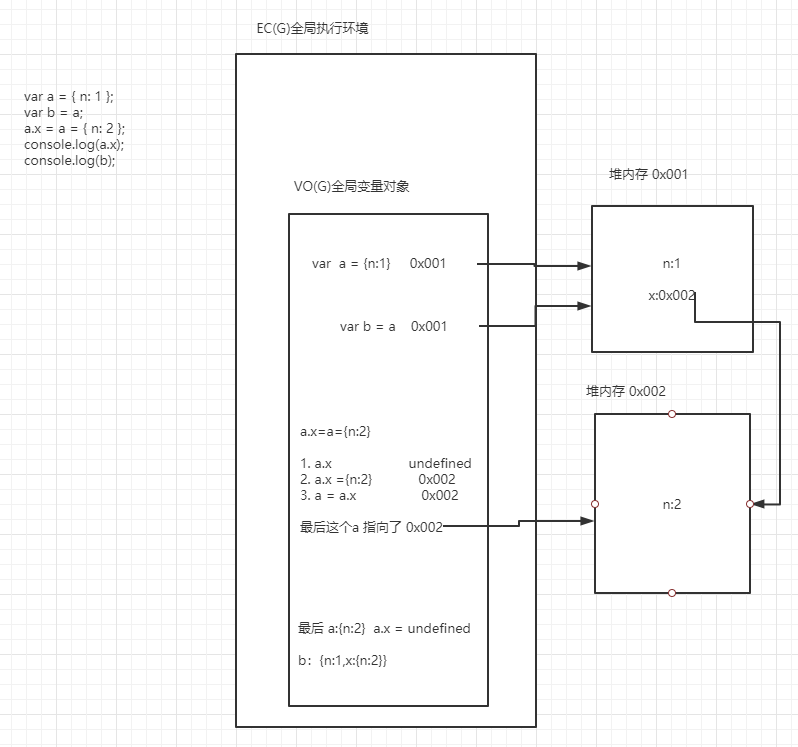 EC(G)全局执行环境
var a = { n: 1 };
var b = a;
a.x = a = { n: 2 };
console.log(a.x);
console.log(b);
VO(G)全局变量对象
var a = {n:1} 0x001
var b = a 0x001
a.x=a={n:2}
1. a.x undefined
2. a.x ={n:2} 0x002
3. a = a.x 0x002
最后这个a 指向了 0x002
最后 a:{n:2} a.x = undefined
b：{n:1,x:{n:2}}
堆内存 0x001
n:1
x:0x002
堆内存 0x002
n:2